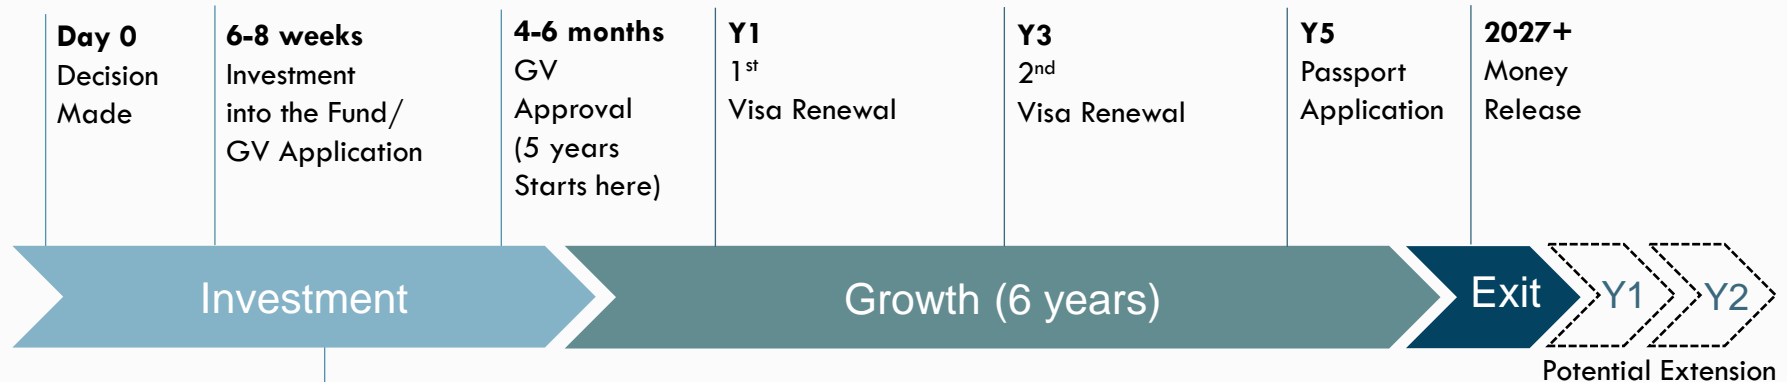 Day 0
Decision
Made
6-8 weeks
Investment
into the Fund/
GV Application
4-6 months
GV
Approval
(5 years
Starts here)
Y1
1st
Visa Renewal
Y3
2nd
Visa Renewal
Y5
Passport
Application
2027+
Money
Release
Investment
Growth (6 years)
Exit
Y1
Y2
Potential Extension